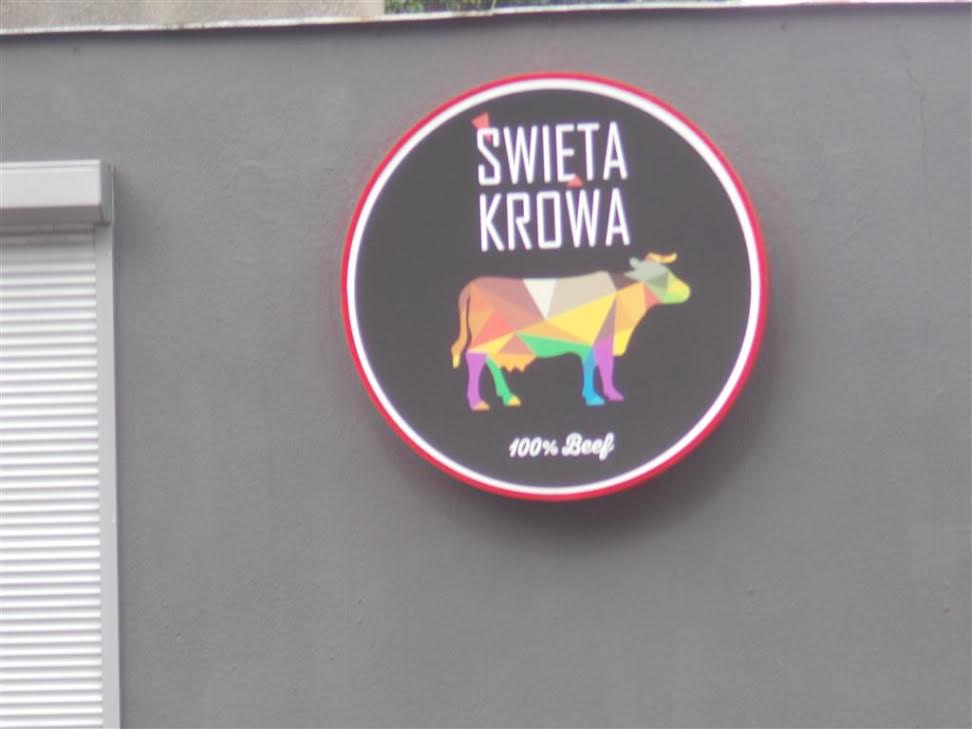 ŚWIĘTA
KROWA
100% Beef